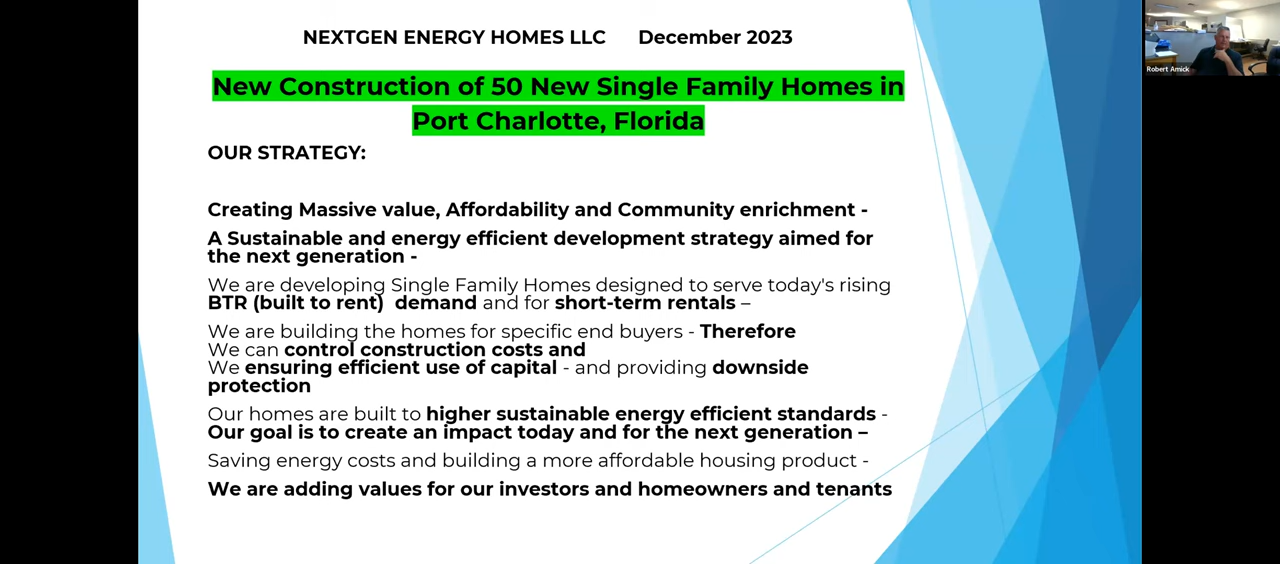 NEXTGEN ENERGY HOMES LLC December 2023
Robert Amick
New Construction of 50 New Single Family Homes in
Port Charlotte, Florida
OUR STRATEGY:
Creating Massive value, Affordability and Community enrichment -
A Sustainable and energy efficient development strategy aimed for
the next generation -
We are developing Single Family Homes designed to serve today's rising
BTR (built to rent) demand and for short-term rentals –
We are building the homes for specific end buyers - Therefore
We can control construction costs and
We ensuring efficient use of capital - and providing downside
protection
Our homes are built to higher sustainable energy efficient standards -
Our goal is to create an impact today and for the next generation –
Saving energy costs and building a more affordable housing product -
We are adding values for our investors and homeowners and tenants